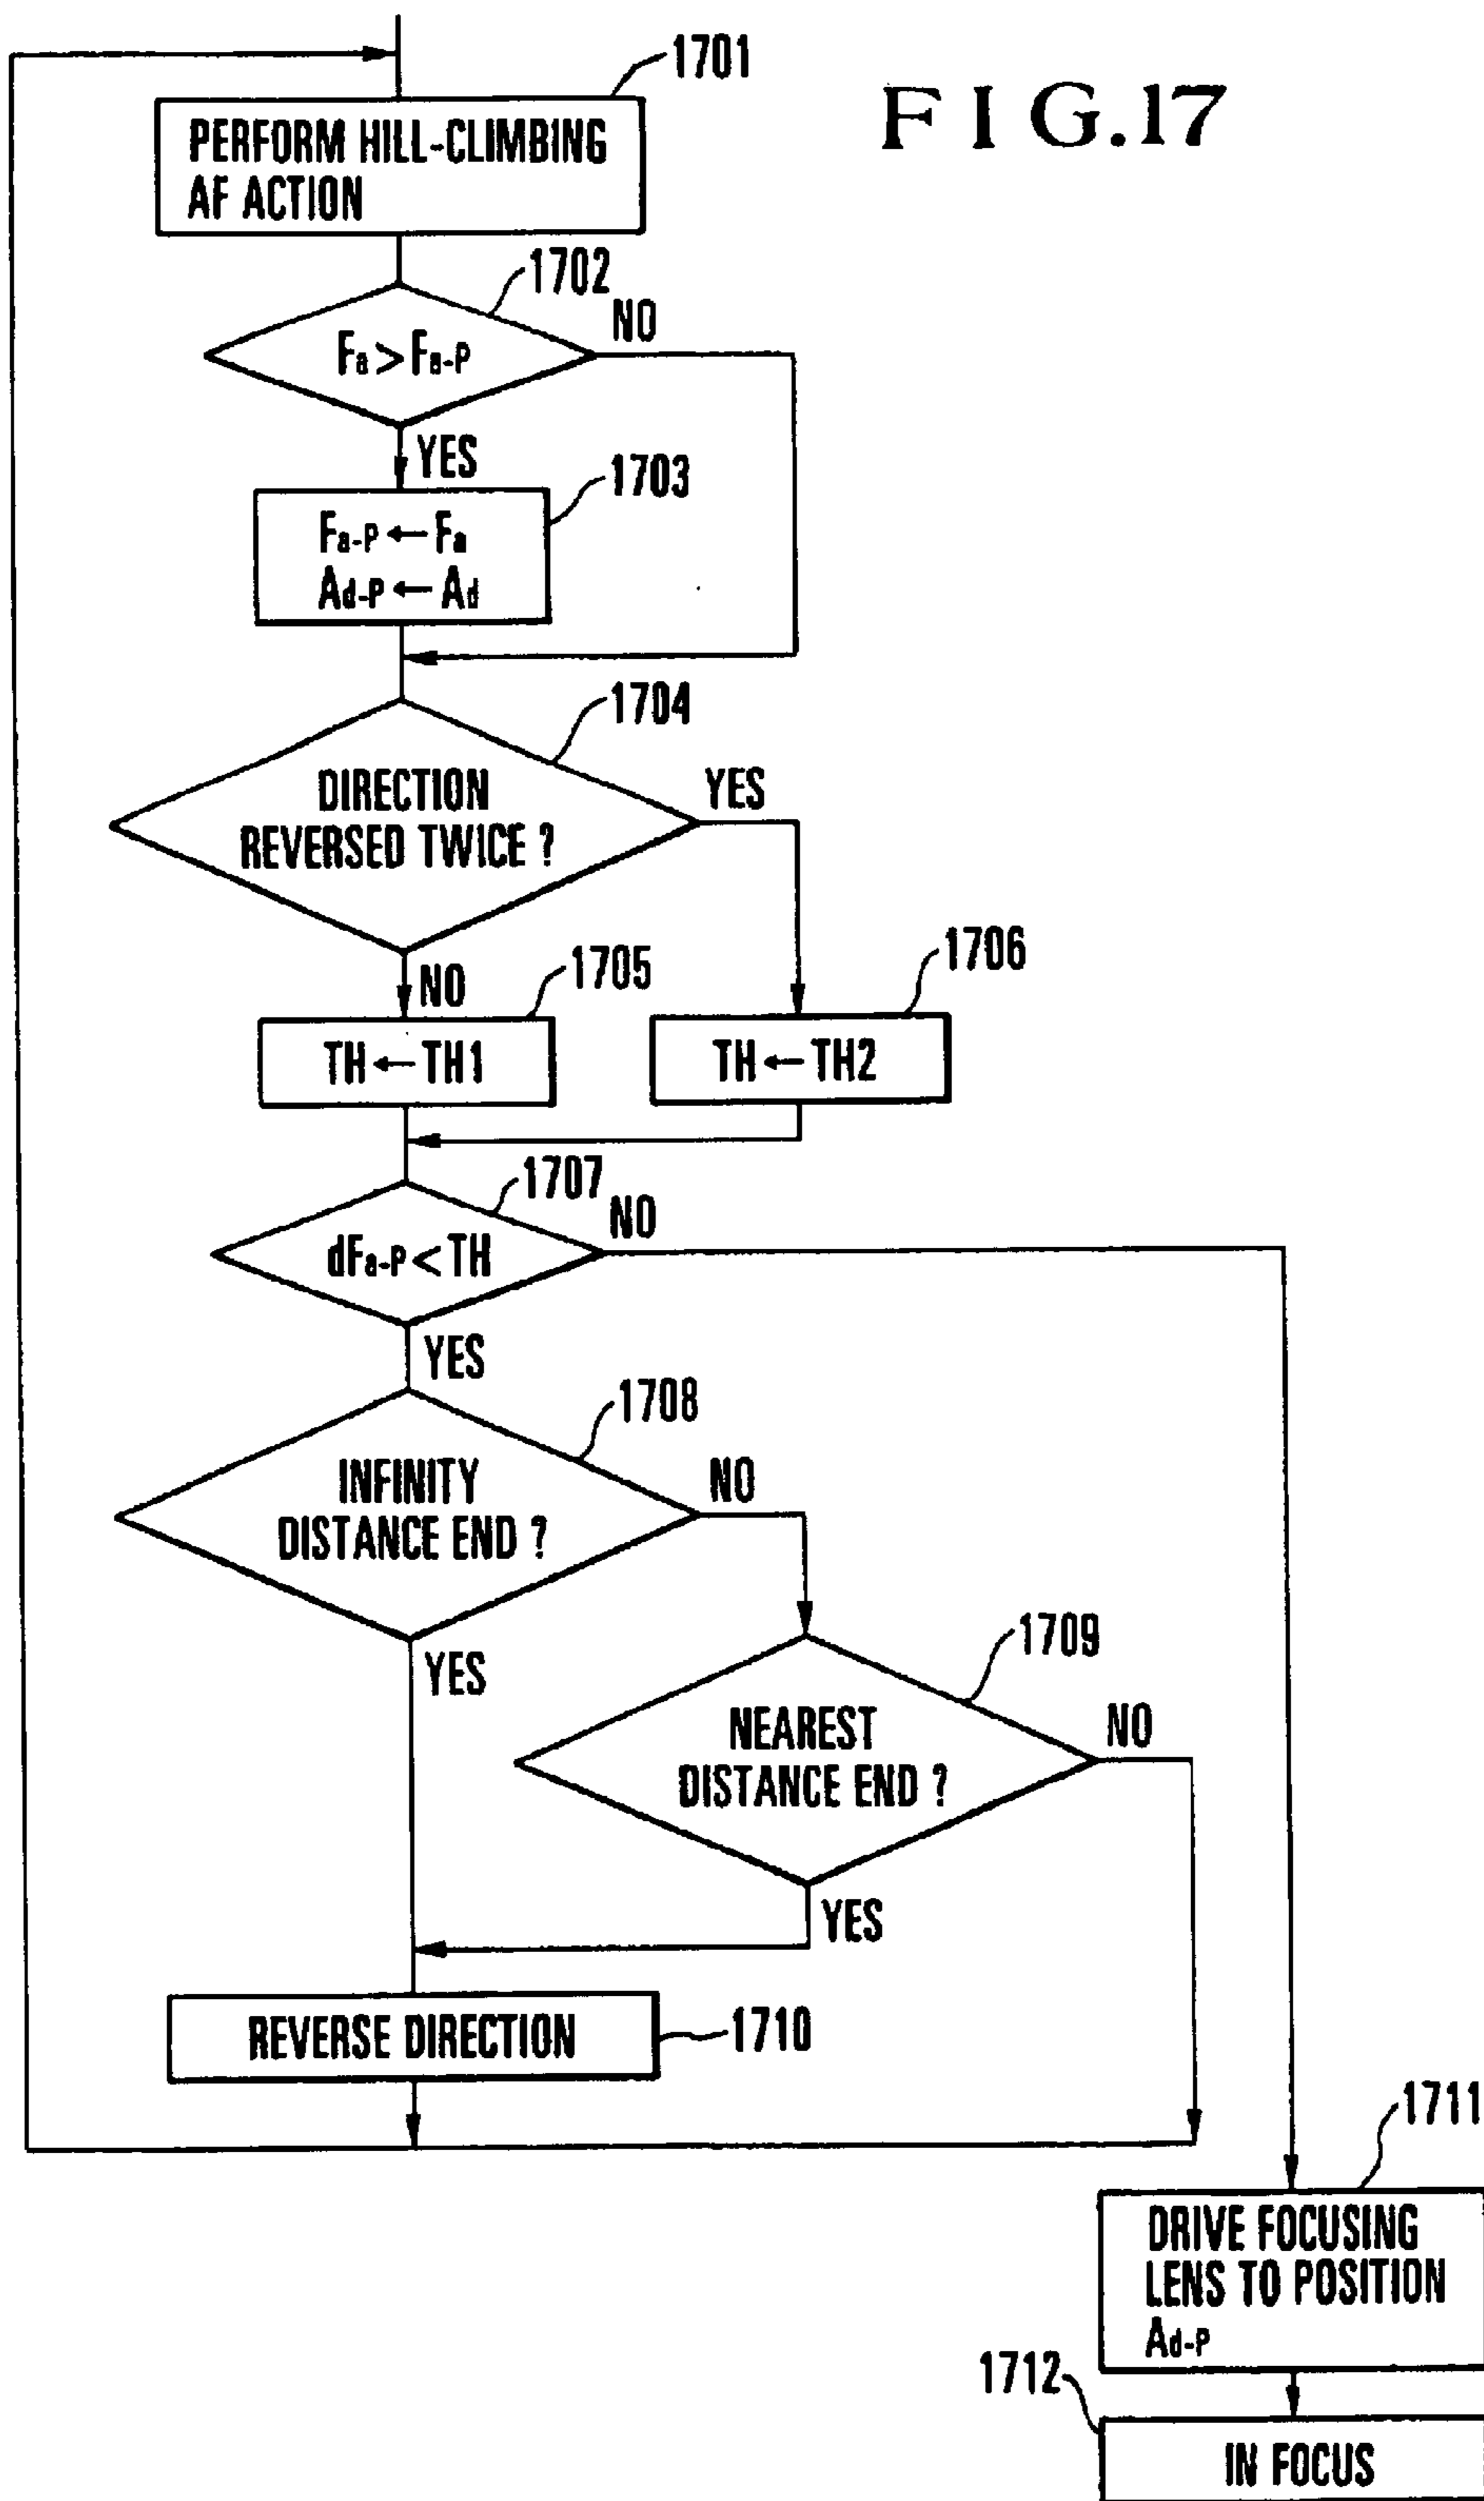 1701
FIG.17
PERFORM HILL-CLIMBING
AF ACTION
1702
NO
Fa>Fa-P
YES
1703
Fa-P←Fa
Ad-P←Ad
1704
DIRECTION
REVERSED TWICE ?
YES
NO
1705
1706
TH←TH1
TH←TH2
1707
NO
dFa-P<TH
YES
1708
INFINITY
DISTANCE END ?
NO
YES
1709
NEAREST
DISTANCE END ?
NO
YES
REVERSE DIRECTION
1710
1711
DRIVE FOCUSING
LENS TO POSITION
Ad-P
1712
IN FOCUS